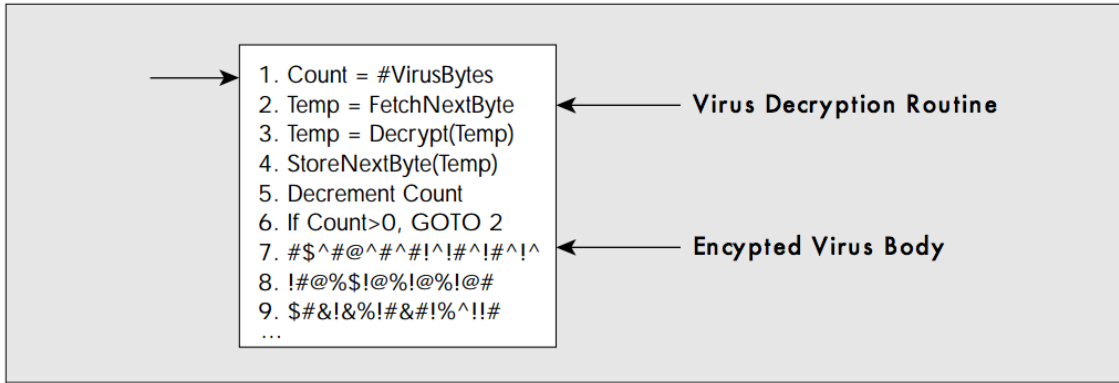 1. Count = #VirusBytes
2. Temp = FetchNextByte
3. Temp = Decrypt(Temp)
4. StoreNextByte(Temp)
5. Decrement Count
6. If Count>0, GOTO 2
7. #$^#@^#^#!^!#^!#^!^
8. !#@%$!@%!@%!@#
9. $#&!&%!#&#!%^!!#
...
Virus Decryption Routine
Encypted Virus Body